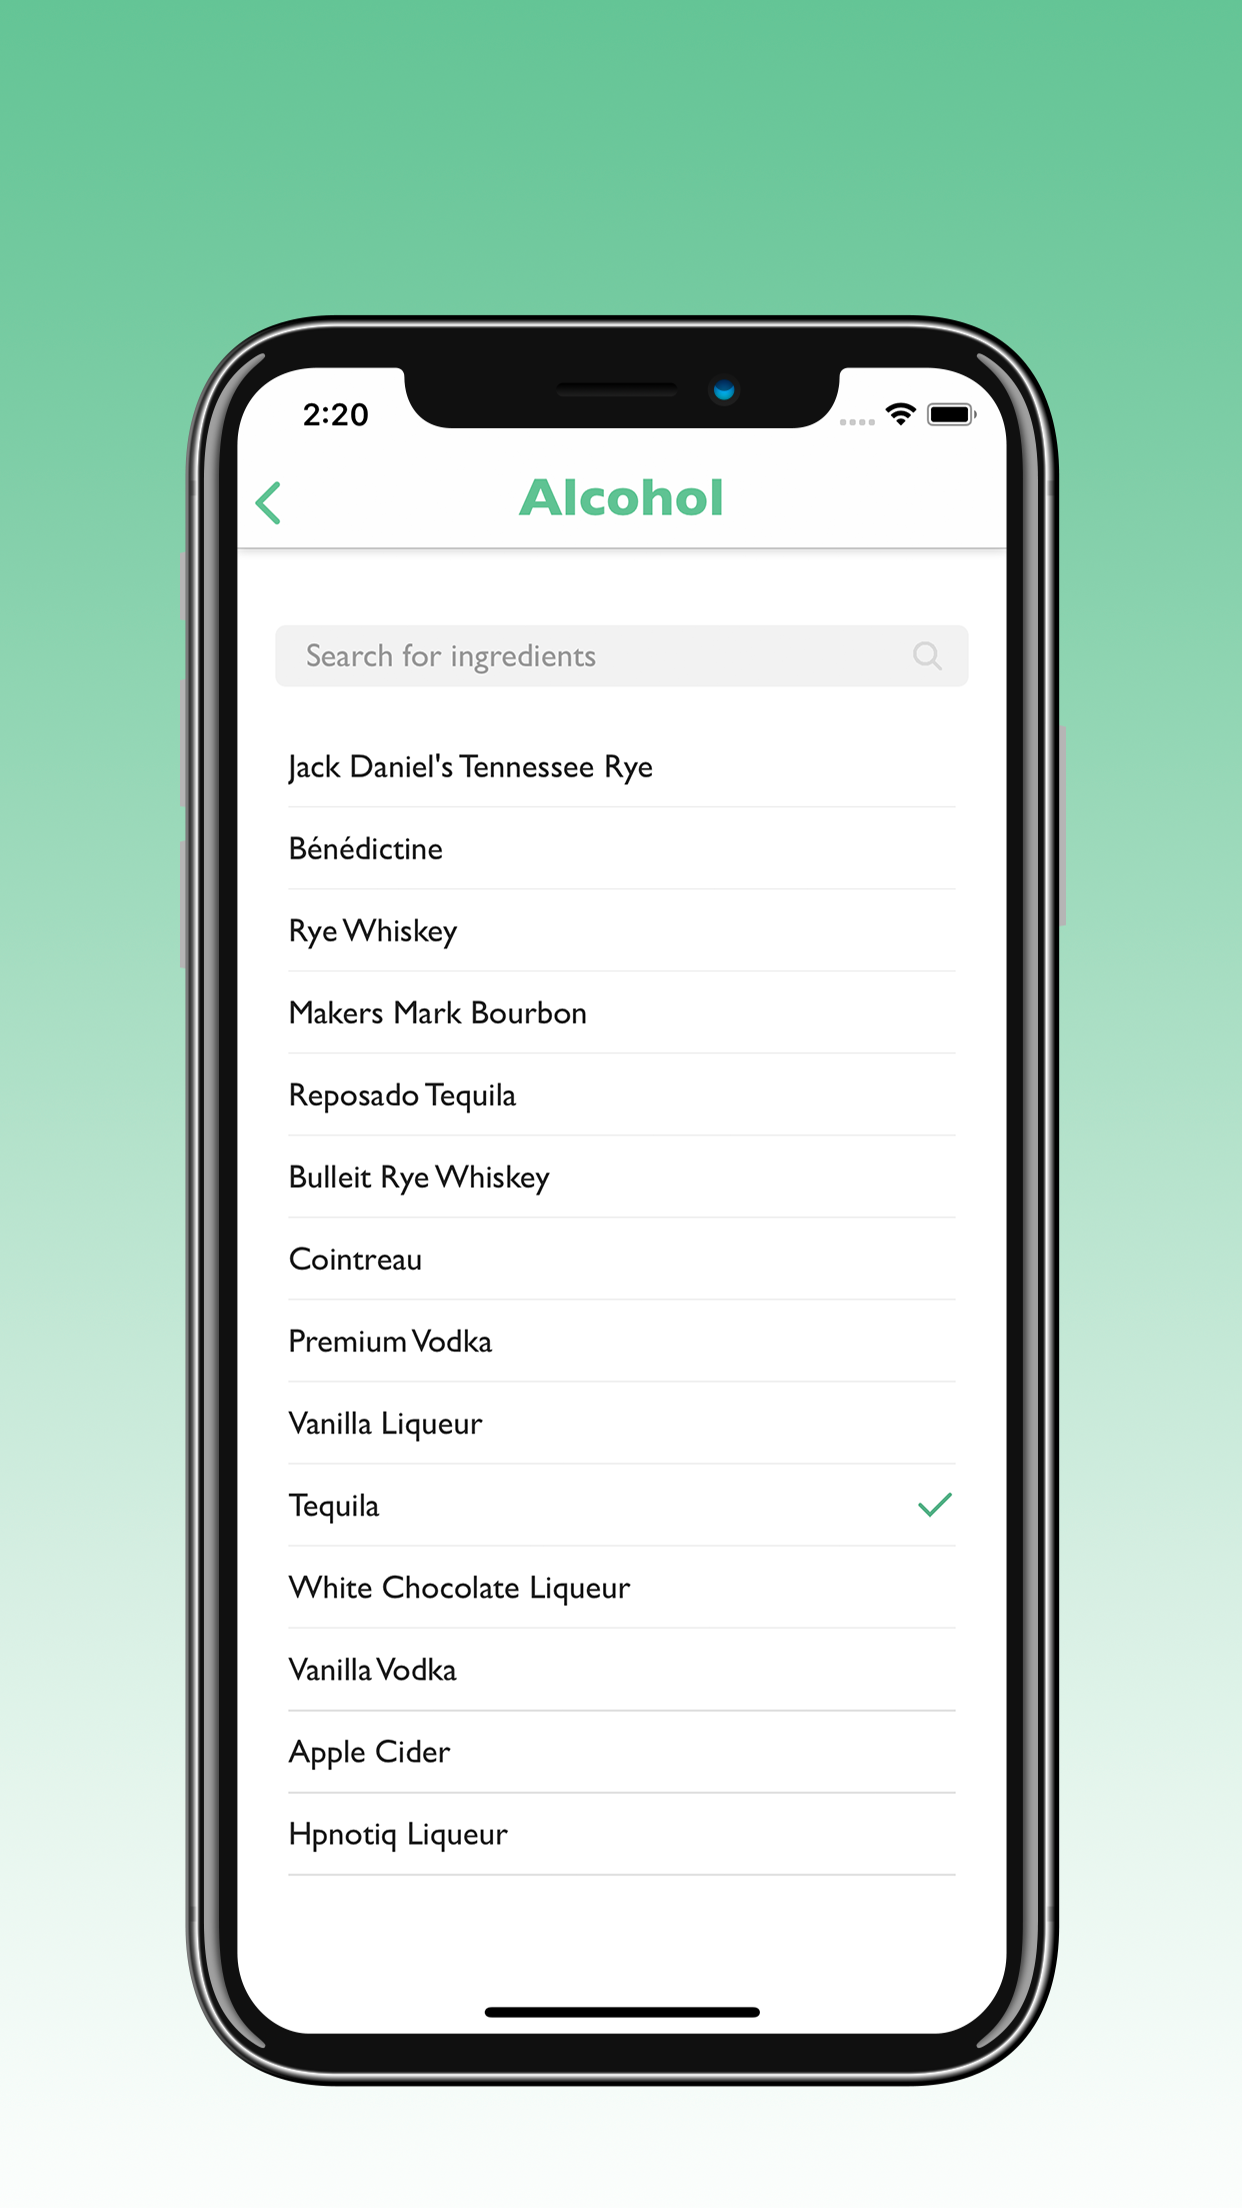 2:20
Alcohol
Search for ingredients
Jack Daniel's Tennessee Rye
Bénédictine
Rye Whiskey
Makers Mark Bourbon
Reposado Tequila
Bulleit Rye Whiskey
Cointreau
Premium Vodka
Vanilla Liqueur
Tequila
White Chocolate Liqueur
Vanilla Vodka
Apple Cider
Hpnotiq Liqueur